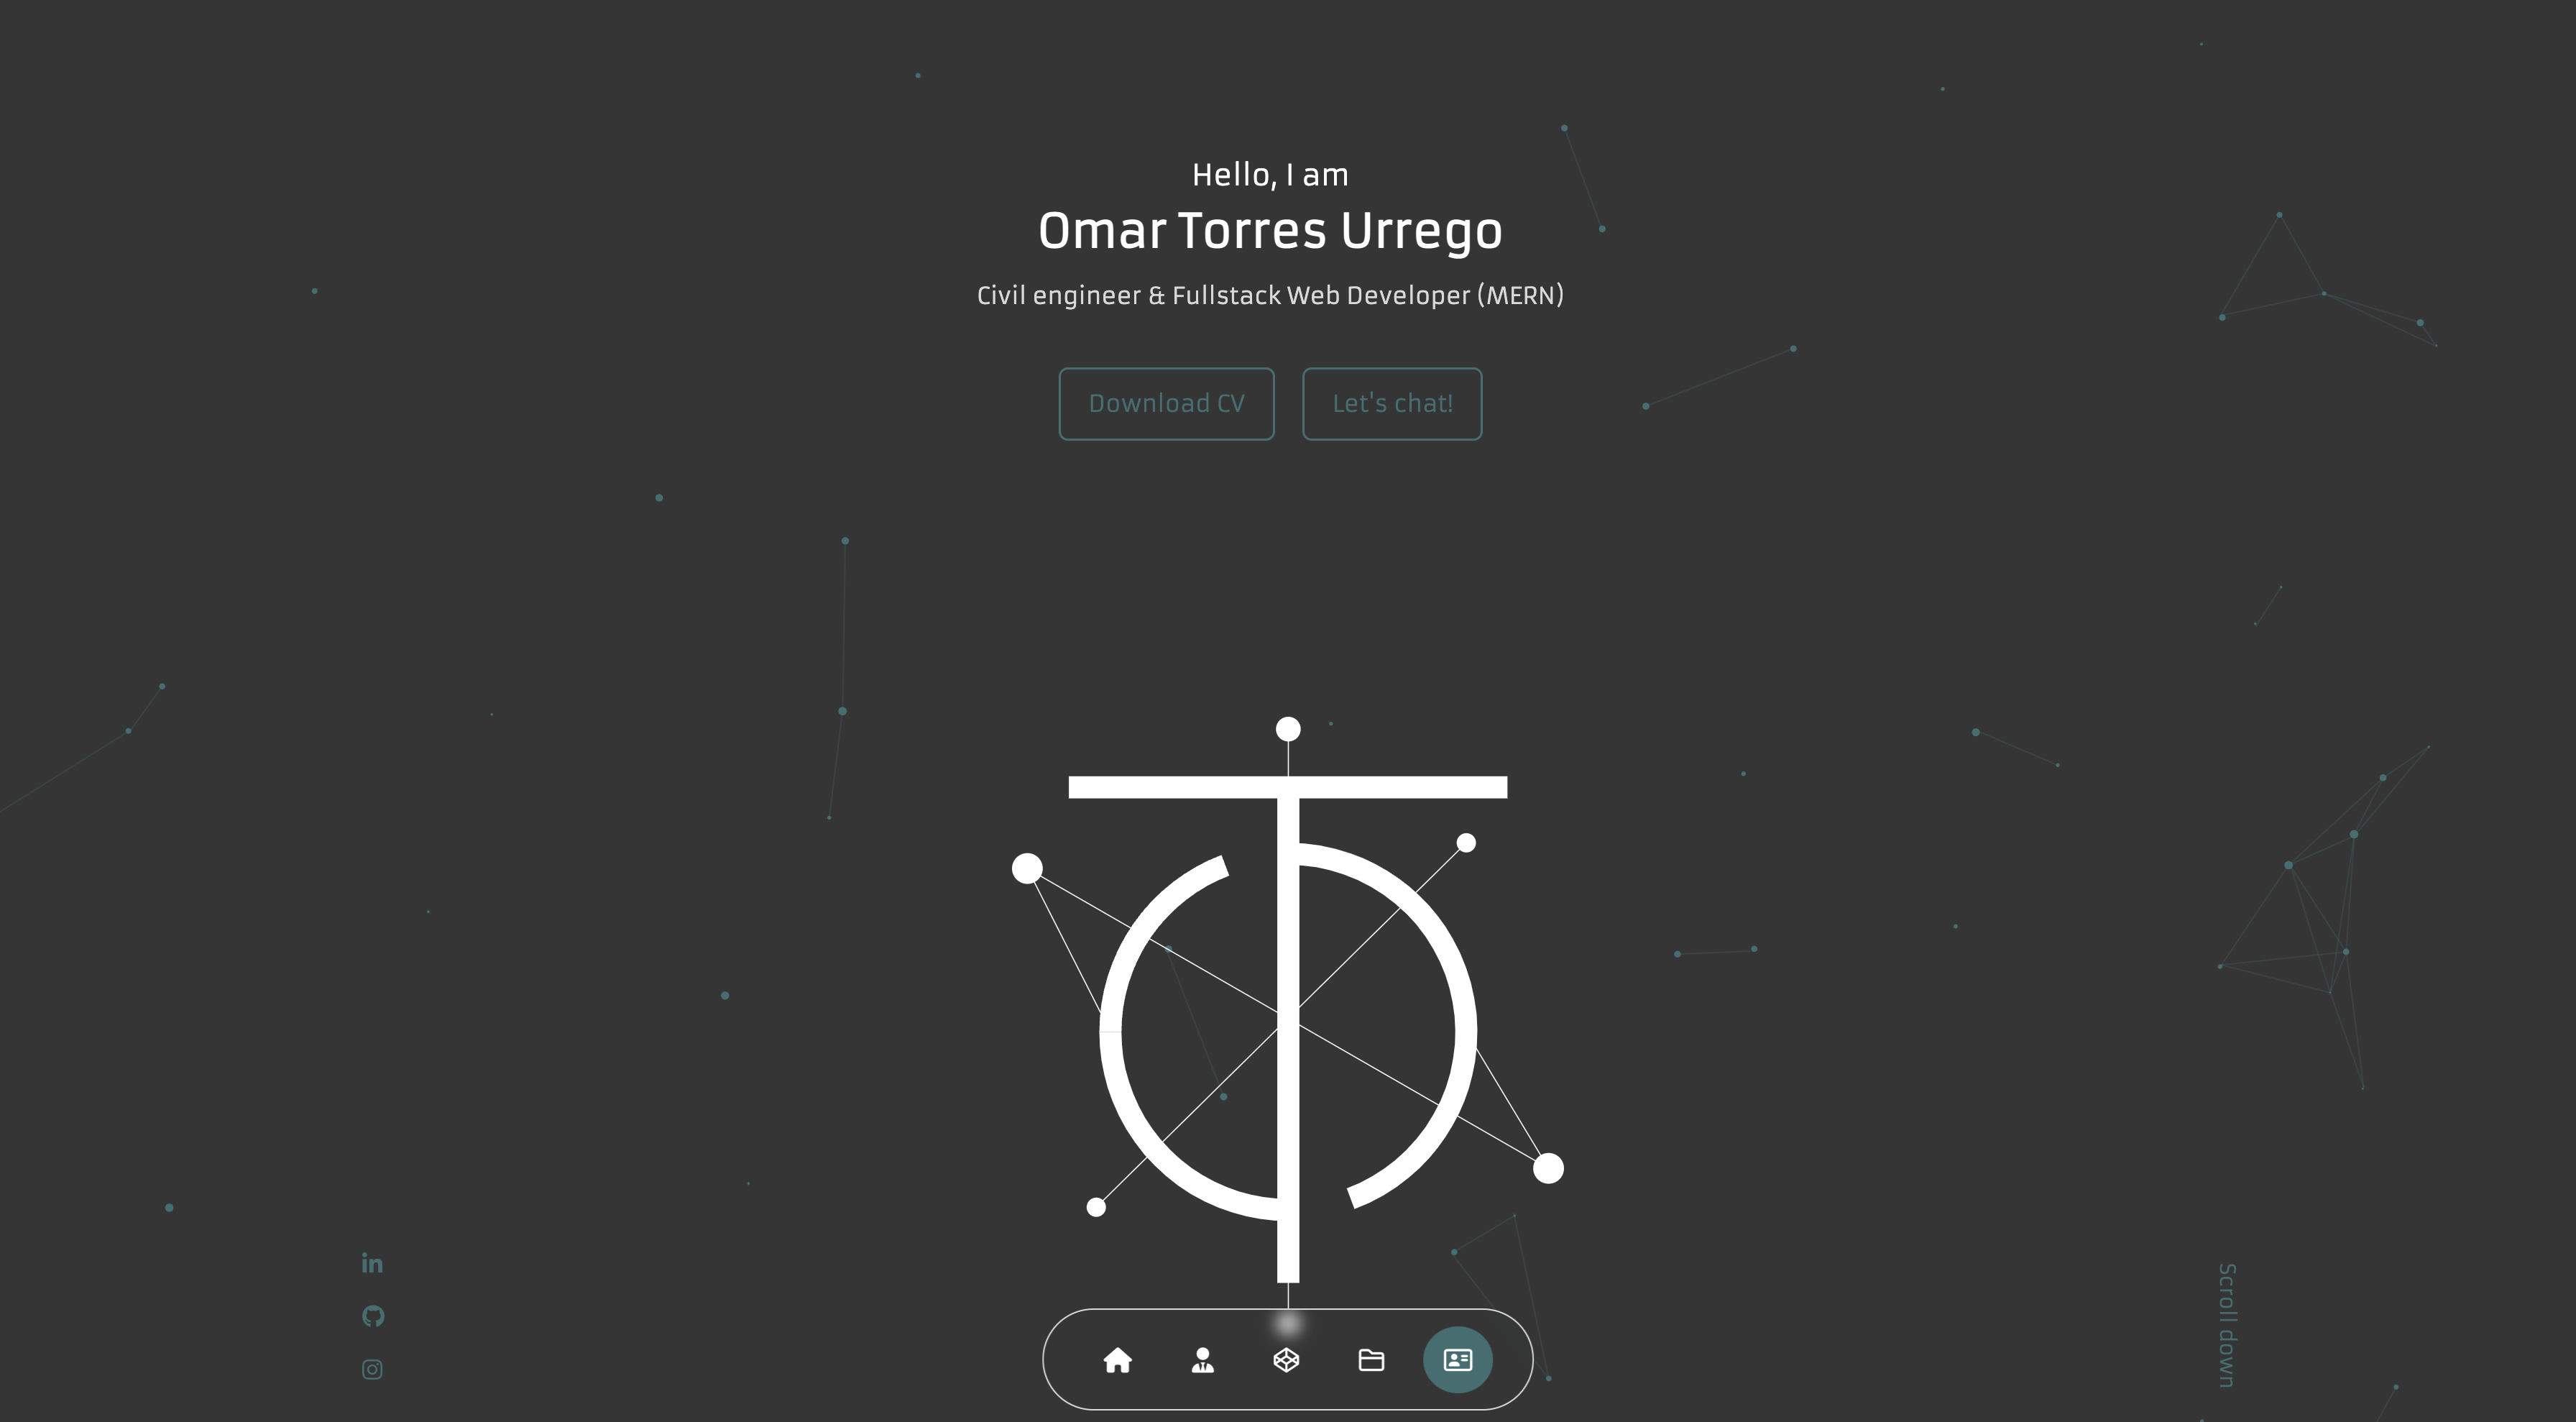 Hello, I am
Omar Torres Urrego
Civil engineer & Fullstack Web Developer (MERN)
Download CV
Let's chat!
Scroll down